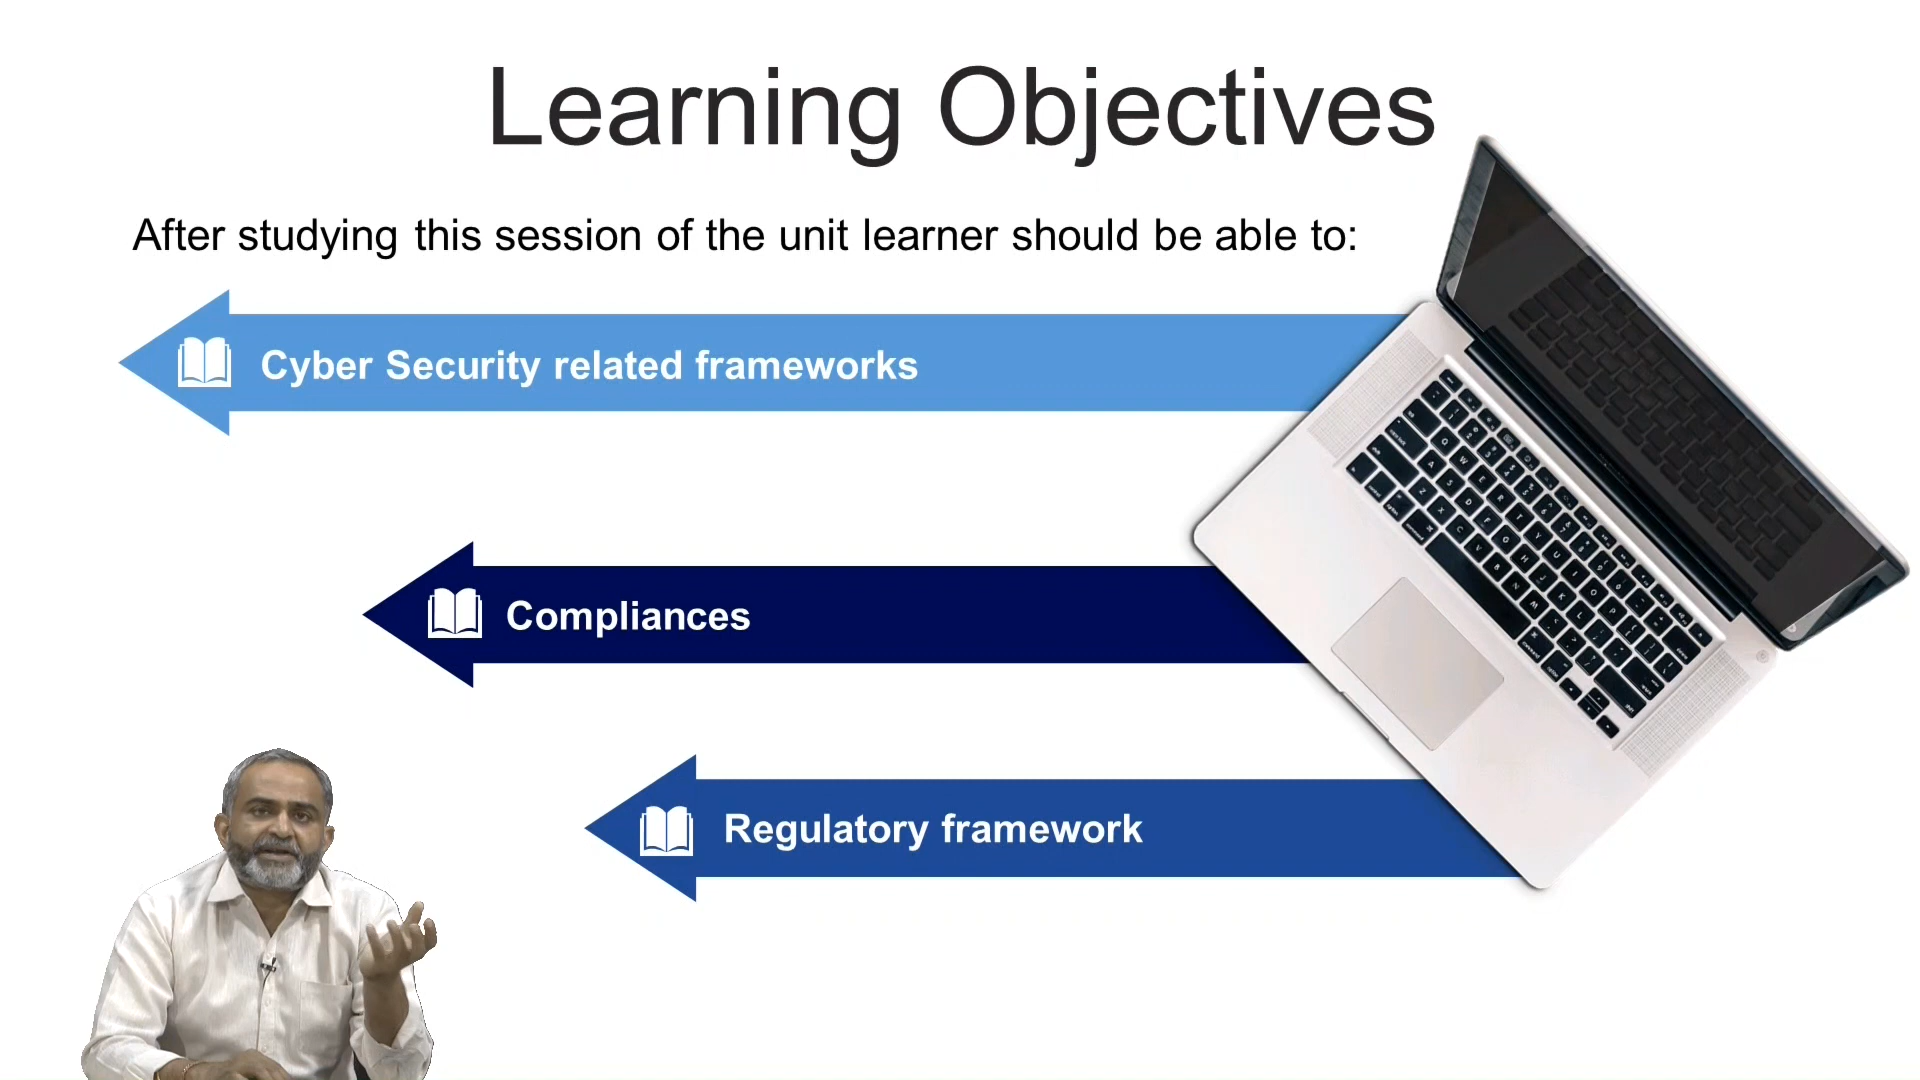 Learning Objectives
After studying this session of the unit learner should be able to:
Cyber Security related frameworks
Compliances
Regulatory framework